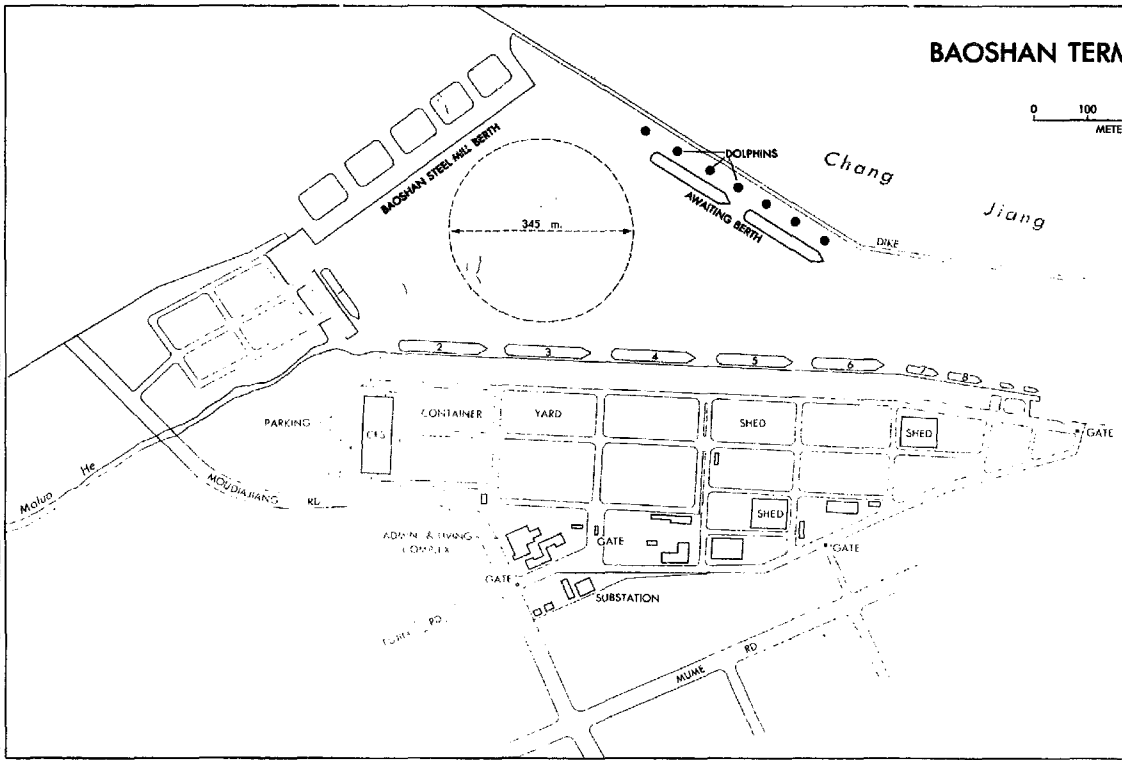 BAOSHAN TERM
0 100
METE
Chang
Jiang
DOLPHINS
BAOSHAN STEEL MILL BERTH
AWAITING BERTH
345 m.
DIKE
2 3 4 5 6 7 8
CONTAINER YARD
SHED
SHED
PARKING
CFS
GATE
Maluo He
MOUDIAJIANG RD
SHED
ADMIN. & LIVING
COMPLEX
GATE
GATE
GATE
SUBSTATION
RD
MUME RD